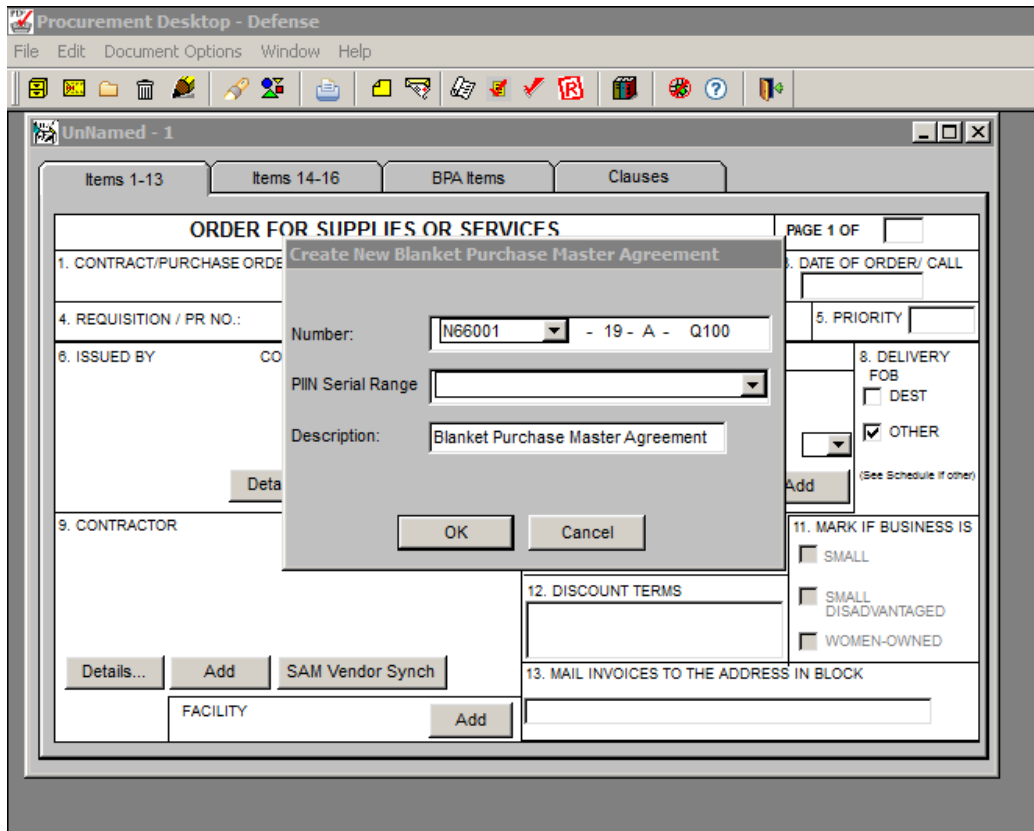 Procurement Desktop - Defense
File Edit Document Options Window Help
UnNamed - 1
Items 1-13 Items 14-16 BPA Items Clauses
ORDER FOR SUPPLIES OR SERVICES
PAGE 1 OF
1. CONTRACT/PURCHASE ORDE
. DATE OF ORDER/ CALL
4. REQUISITION / PR NO.:
5. PRIORITY
6. ISSUED BY CO
8. DELIVERY
FOB
DEST
OTHER
(See Schedule if other)
Deta
Add
Create New Blanket Purchase Master Agreement
Number: N66001 - 19 - A - Q100
PIIN Serial Range
Description: Blanket Purchase Master Agreement
OK Cancel
9. CONTRACTOR
11. MARK IF BUSINESS IS
SMALL
SMALL
DISADVANTAGED
WOMEN-OWNED
12. DISCOUNT TERMS
Details... Add SAM Vendor Synch
13. MAIL INVOICES TO THE ADDRESS IN BLOCK
FACILITY
Add